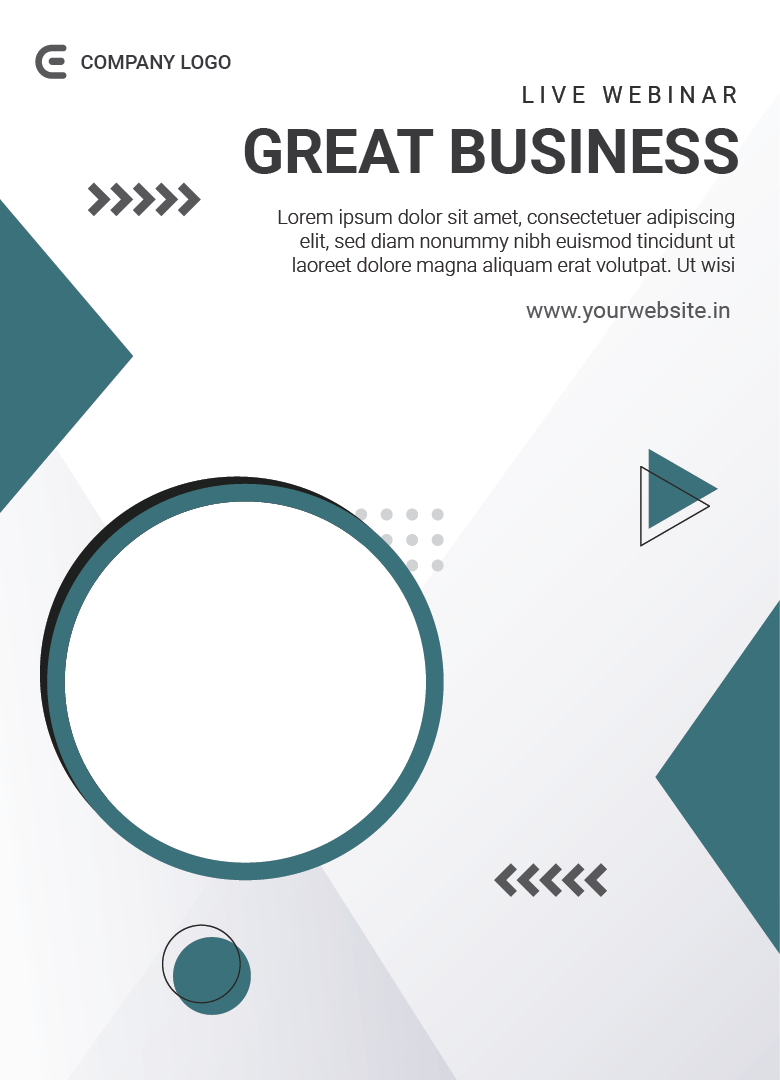 COMPANY LOGO
LIVE WEBINAR
GREAT BUSINESS
Lorem ipsum dolor sit amet, consectetuer adipiscing
elit, sed diam nonummy nibh euismod tincidunt ut
laoreet dolore magna aliquam erat volutpat. Ut wisi
www.yourwebsite.in